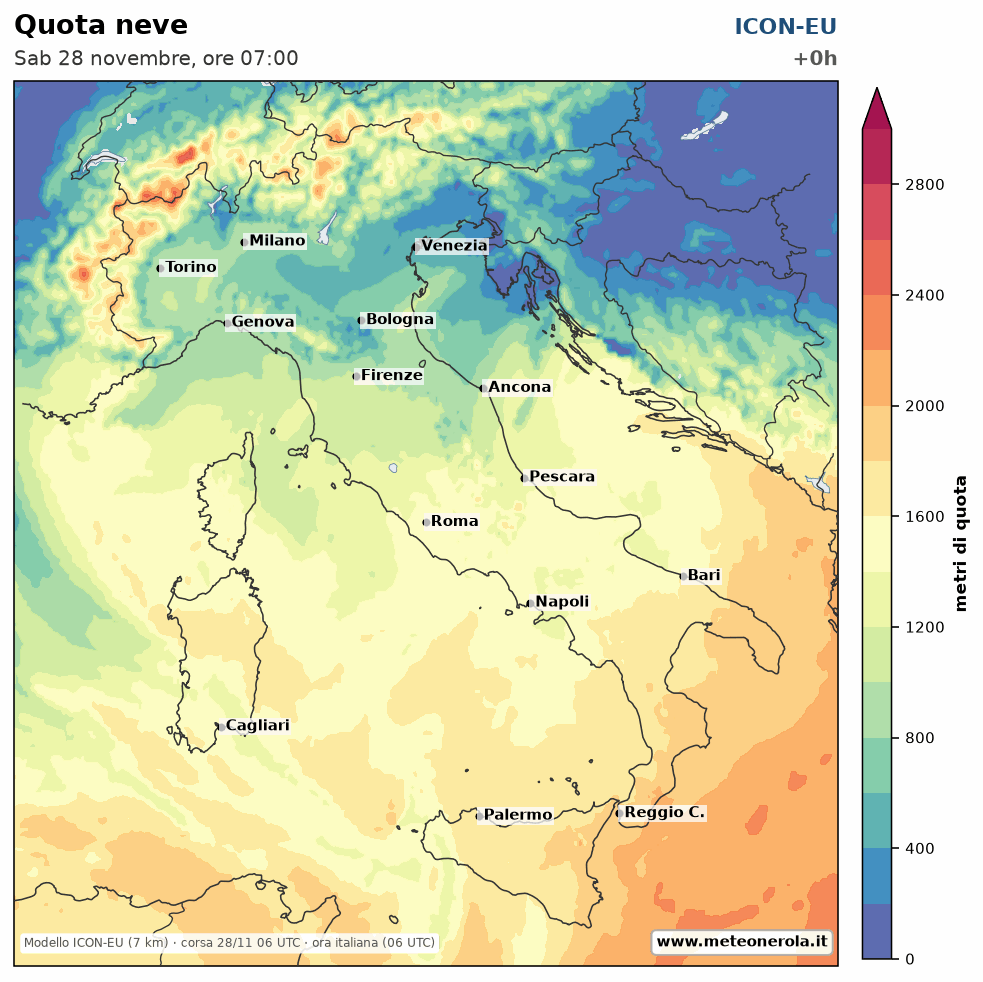 Quota neve
ICON-EU
Sab 28 novembre, ore 07:00
+0h
Milano
Venezia
Torino
Genova
Bologna
Firenze
Ancona
Pescara
Roma
Bari
Napoli
Cagliari
Palermo
Reggio C.
2800
2400
2000
1600
1200
800
400
0
metri di quota
Modello ICON-EU (7 km) · corsa 28/11 06 UTC · ora italiana (06 UTC)
www.meteonerola.it